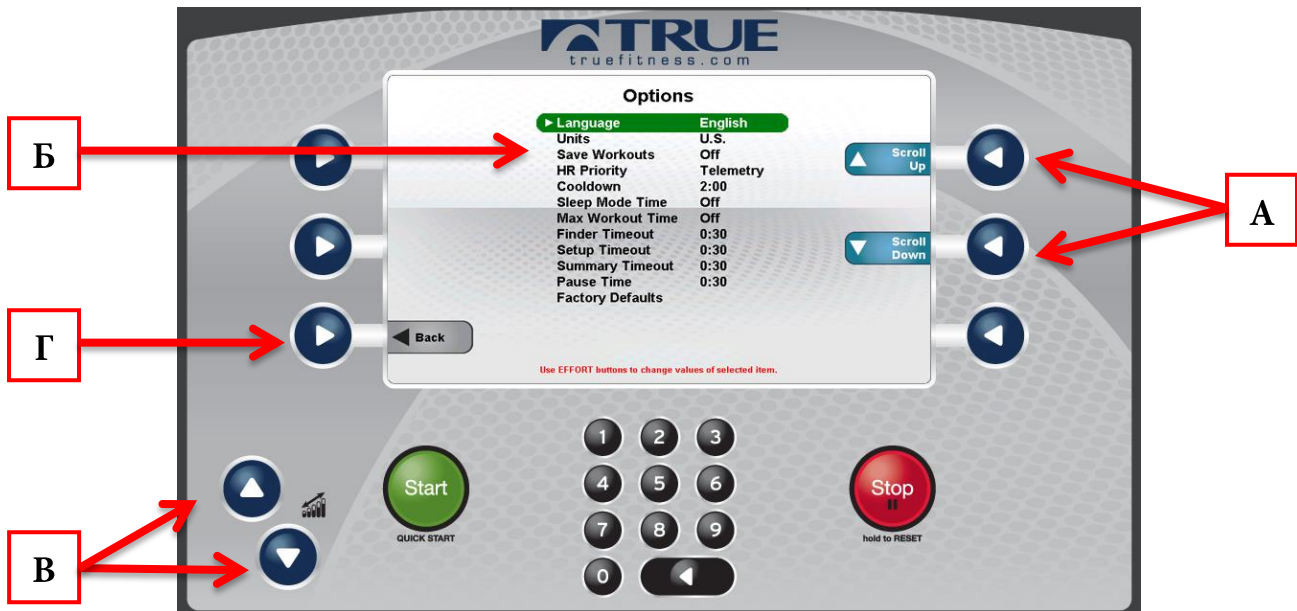 TRUE
truefitness.com
Options
Language English
Units U.S.
Save Workouts Off
HR Priority Telemetry
Cooldown 2:00
Sleep Mode Time Off
Max Workout Time Off
Finder Timeout 0:30
Setup Timeout 0:30
Summary Timeout 0:30
Pause Time 0:30
Factory Defaults
Scroll
Up
Scroll
Down
Back
Use EFFORT buttons to change values of selected item.
Б
А
Г
В
Start
QUICK START
1 2 3
4 5 6
7 8 9
0
Stop
hold to RESET